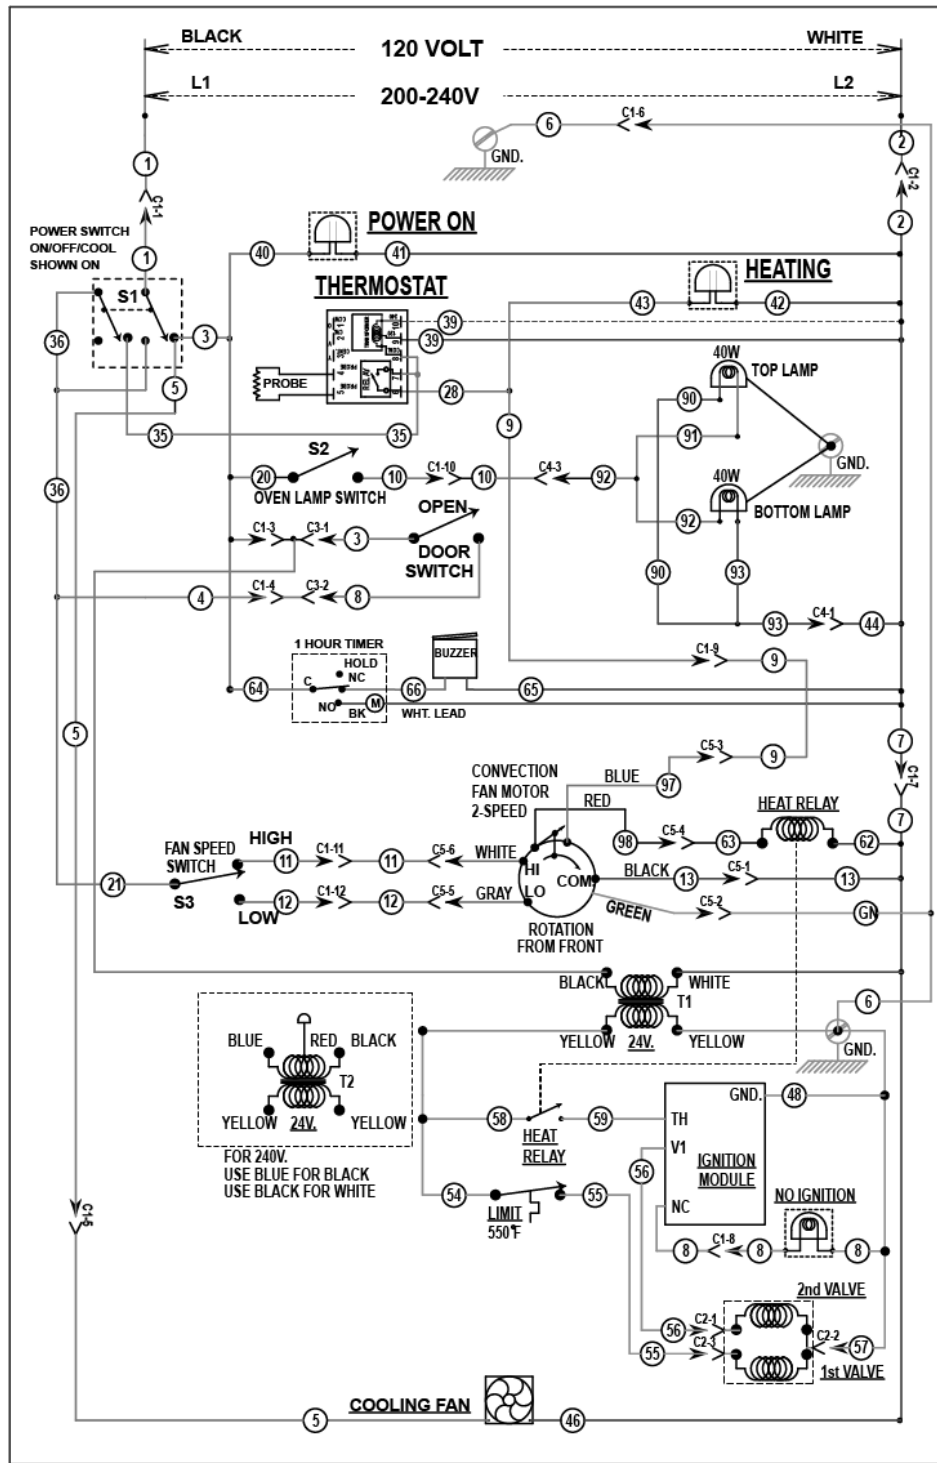 BLACK
120 VOLT
WHITE
L1
200-240V
L2
6
C1-6
GND.
1
2
C1-1
C1-2
2
POWER SWITCH
ON/OFF/COOL
SHOWN ON
1
POWER ON
40
41
S1
THERMOSTAT
HEATING
43
42
36
3
39
39
40W
TOP LAMP
5
PROBE
RELAY
28
90
9
91
35
35
GND.
S2
20
10
C1-10
10
C4-3
92
40W
OVEN LAMP SWITCH
BOTTOM LAMP
36
OPEN
92
C1-3
C3-1
3
DOOR
SWITCH
90
93
4
C1-4
C3-2
8
93
C4-1
44
1 HOUR TIMER
HOLD
NC
BUZZER
C1-9
9
64
C
66
65
NO
BK
M
WHT. LEAD
5
7
C5-3
9
C1-7
CONVECTION
FAN MOTOR
2-SPEED
BLUE
97
RED
HEAT RELAY
7
FAN SPEED
SWITCH
HIGH
98
C5-4
63
62
11
C1-11
11
C5-6
WHITE
HI
21
S3
COM
BLACK
13
C5-1
13
LO
LOW
12
C1-12
12
C5-5
GRAY
GREEN
C5-2
GN
ROTATION
FROM FRONT
BLACK
WHITE
T1
6
YELLOW
24V.
YELLOW
GND.
BLUE
RED
BLACK
T2
YELLOW
24V.
YELLOW
FOR 240V.
USE BLUE FOR BLACK
USE BLACK FOR WHITE
GND.
48
58
59
TH
HEAT
RELAY
V1
56
IGNITION
MODULE
54
55
NC
NO IGNITION
LIMIT
550°F
C1-5
8
C1-8
8
8
2nd VALVE
56
C2-1
C2-2
57
55
C2-3
1st VALVE
COOLING FAN
5
46